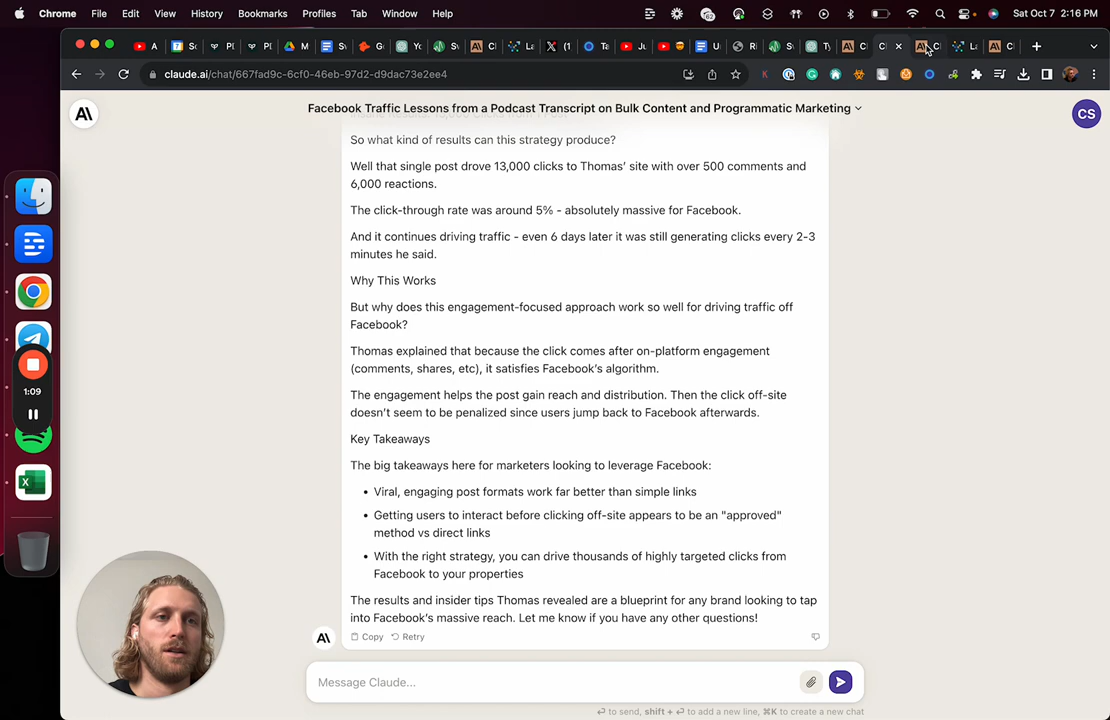 Chrome File Edit View History Bookmarks Profiles Tab Window Help
62
Sat Oct 7 2:16 PM
claude.ai/chat/667fad9c-6cf0-46eb-97d2-d9dac73e2ee4
Facebook Traffic Lessons from a Podcast Transcript on Bulk Content and Programmatic Marketing
CS
So what kind of results can this strategy produce?
Well that single post drove 13,000 clicks to Thomas' site with over 500 comments and
6,000 reactions.
The click-through rate was around 5% - absolutely massive for Facebook.
And it continues driving traffic - even 6 days later it was still generating clicks every 2-3
minutes he said.
Why This Works
But why does this engagement-focused approach work so well for driving traffic off
Facebook?
Thomas explained that because the click comes after on-platform engagement
(comments, shares, etc), it satisfies Facebook's algorithm.
The engagement helps the post gain reach and distribution. Then the click off-site
doesn't seem to be penalized since users jump back to Facebook afterwards.
Key Takeaways
The big takeaways here for marketers looking to leverage Facebook:
• Viral, engaging post formats work far better than simple links
• Getting users to interact before clicking off-site appears to be an "approved"
method vs direct links
• With the right strategy, you can drive thousands of highly targeted clicks from
Facebook to your properties
The results and insider tips Thomas revealed are a blueprint for any brand looking to tap
into Facebook's massive reach. Let me know if you have any other questions!
Copy Retry
Message Claude...
to send, shift + ⏎ to add a new line, ⌘K to create a new chat
1:09